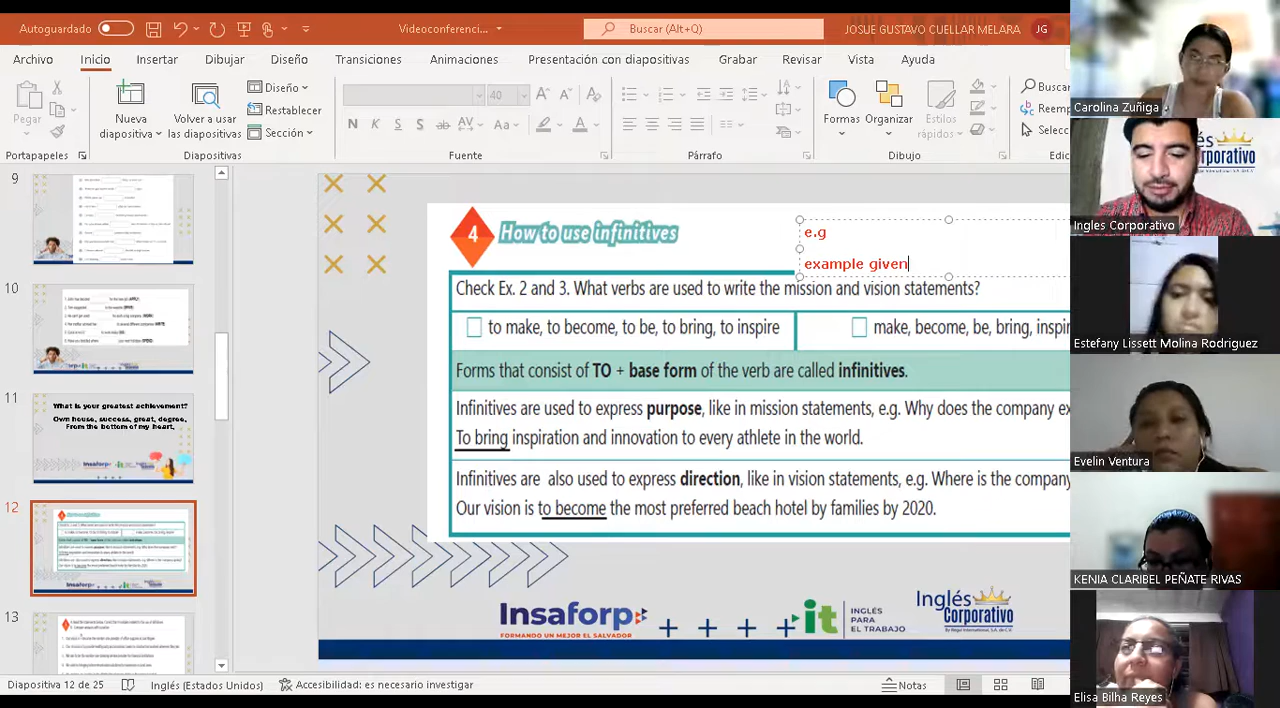 Autoguardado
Videoconferenci...
Buscar (Alt+Q)
JOSUE GUSTAVO CUELLAR MELARA
JG
Archivo
Inicio
Insertar
Dibujar
Diseño
Transiciones
Animaciones
Presentación con diapositivas
Grabar
Revisar
Vista
Ayuda
Pegar
Nueva diapositiva
Volver a usar las diapositivas
Diseño
Restablecer
Sección
40
Formas
Organizar
Estilos rápidos
Buscar
Reemp
Selecc
Portapapeles
Diapositivas
Fuente
Párrafo
Dibujo
Edic
9
10
11
What is your greatest achievement?
Own house, success, great, degree,
From the bottom of my heart,
12
13
4
How to use infinitives
e.g
example given
Check Ex. 2 and 3. What verbs are used to write the mission and vision statements?
to make, to become, to be, to bring, to inspire
make, become, be, bring, inspir
Forms that consist of TO + base form of the verb are called infinitives.
Infinitives are used to express purpose, like in mission statements, e.g. Why does the company ex
To bring inspiration and innovation to every athlete in the world.
Infinitives are also used to express direction, like in vision statements, e.g. Where is the company
Our vision is to become the most preferred beach hotel by families by 2020.
Insaforp
FORMANDO UN MEJOR EL SALVADOR
it
INGLÉS
PARA
EL TRABAJO
Inglés
Corporativo
Diapositiva 12 de 25
Inglés (Estados Unidos)
Accesibilidad: es necesario investigar
Notas
Carolina Zuñiga
Ingles Corporativo
Estefany Lissett Molina Rodriguez
Evelin Ventura
KENIA CLARIBEL PEÑATE RIVAS
Elisa Bilha Reyes